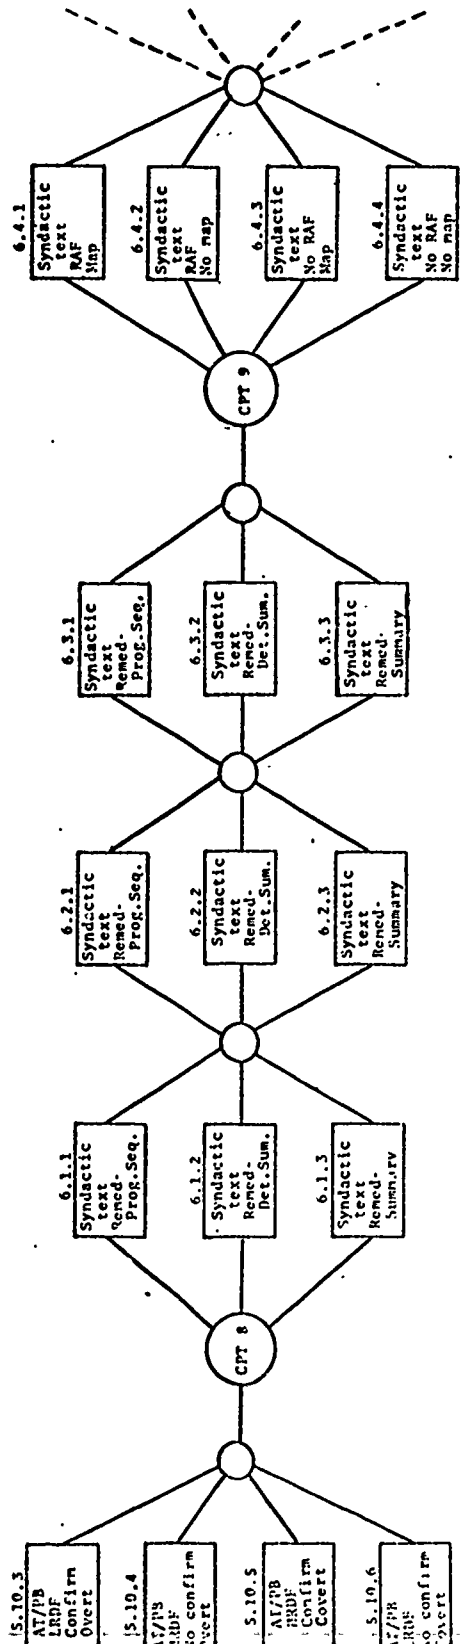 5.10.3
AT/PB
LRDF
Confirm
Overt
5.10.4
confirm
5.10.5
AT/PB
Confirm
Covert
5.10.6
confirm
CPT 8
6.1.1
Syndactic
text
Remed-
Prog.Seq.
6.1.2
Syndactic
text
Remed-
Det.Sum.
6.1.3
Syndactic
text
Remed-
Summary
6.2.1
Syndactic
text
Remed-
Prog.Seq.
6.2.2
Syndactic
text
Remed-
Det.Sum.
6.2.3
Syndactic
text
Remed-
Summary
6.3.1
Syndactic
text
Remed-
Prog.Seq.
6.3.2
Syndactic
text
Remed-
Det.Sum.
6.3.3
Syndactic
text
Remed-
Summary
CPT 9
6.4.1
Syndactic
text
RAF
Map
6.4.2
Syndactic
text
RAF
No map
6.4.3
Syndactic
text
No RAF
Map
6.4.4
Syndactic
text
No RAF
No map